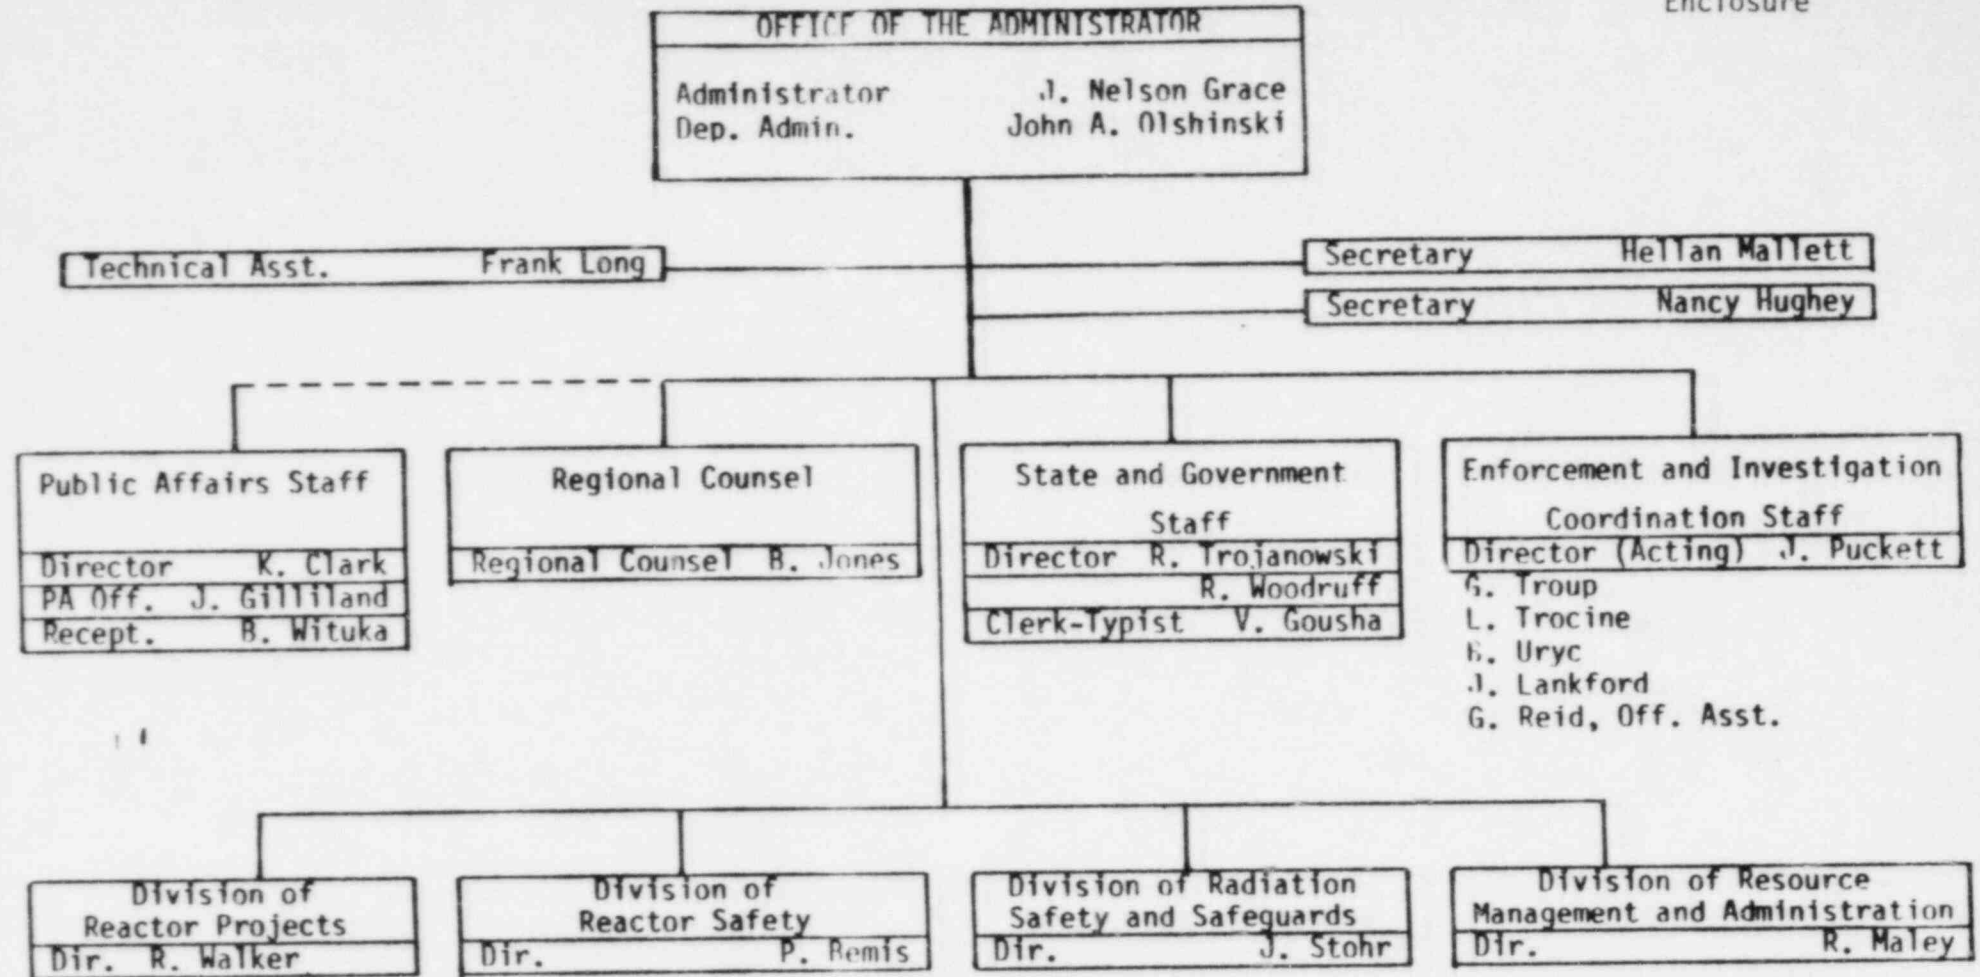 Enclosure
OFFICE OF THE ADMINISTRATOR
Administrator J. Nelson Grace
Dep. Admin. John A. Olshinski
Technical Asst. Frank Long
Secretary Hellan Mallett
Secretary Nancy Hughey
Public Affairs Staff
Director K. Clark
PA Off. J. Gilliland
Recept. B. Wituka
Regional Counsel
Regional Counsel B. Jones
State and Government
Staff
Director R. Trojanowski
R. Woodruff
Clerk-Typist V. Gousha
Enforcement and Investigation
Coordination Staff
Director (Acting) J. Puckett
G. Troup
L. Trocine
B. Uryc
J. Lankford
G. Reid, Off. Asst.
Division of
Reactor Projects
Dir. R. Walker
Division of
Reactor Safety
Dir. P. Bemis
Division of Radiation
Safety and Safeguards
Dir. J. Stohr
Division of Resource
Management and Administration
Dir. R. Maley